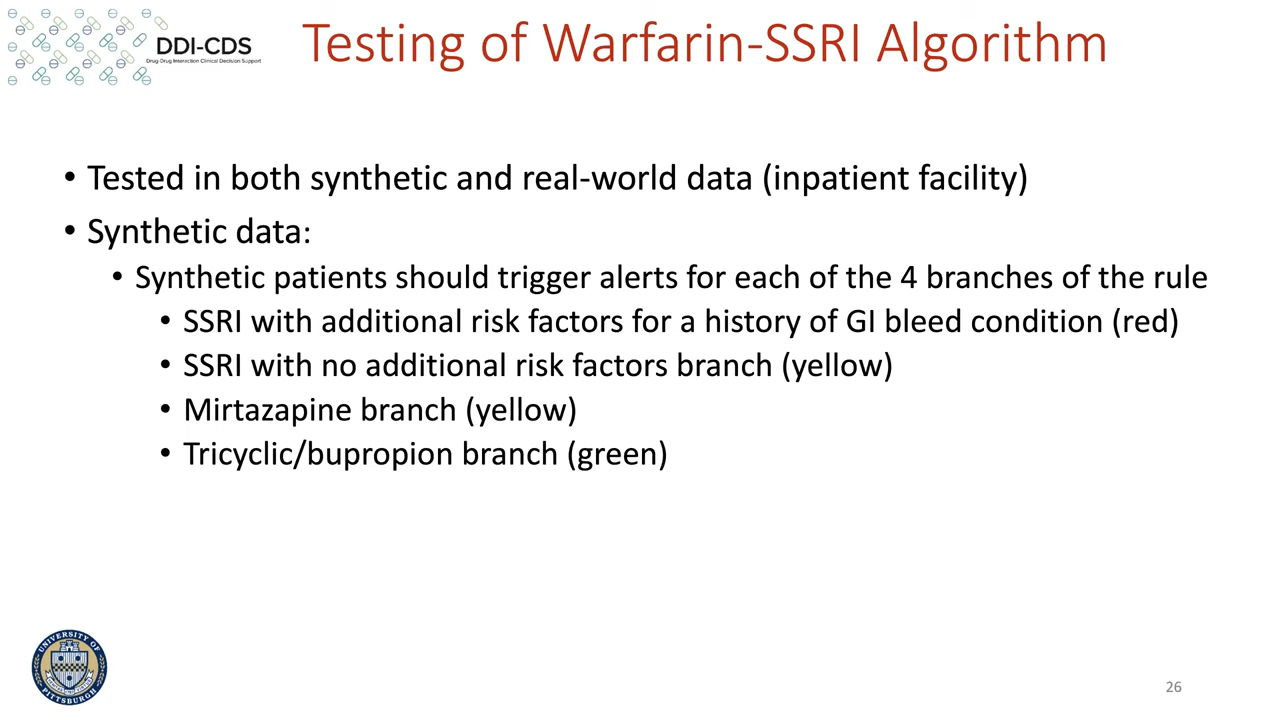 DDI-CDS
Drug-Drug Interaction Clinical Decision Support
Testing of Warfarin-SSRI Algorithm
• Tested in both synthetic and real-world data (inpatient facility)
• Synthetic data:
• Synthetic patients should trigger alerts for each of the 4 branches of the rule
• SSRI with additional risk factors for a history of GI bleed condition (red)
• SSRI with no additional risk factors branch (yellow)
• Mirtazapine branch (yellow)
• Tricyclic/bupropion branch (green)
UNIVERSITY OF
PITTSBURGH
26